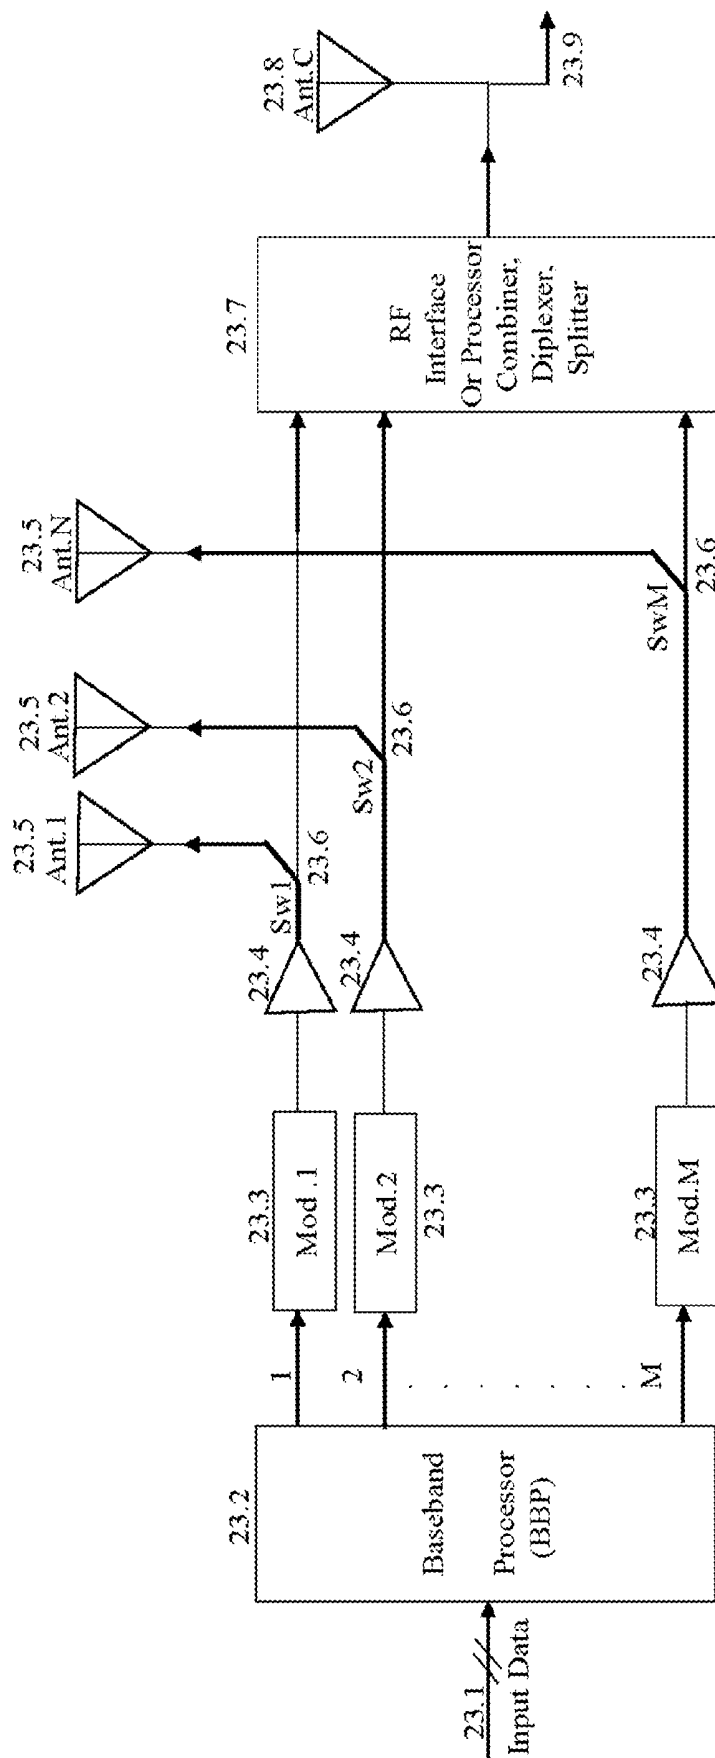 23.1
Input Data
23.2
Baseband
Processor
(BBP)
1
2
M
23.3
Mod .1
Mod.2
23.3
23.3
Mod.M
23.4
23.4
23.4
Sw1
23.6
Sw2
23.6
SwM
23.6
23.5
Ant.1
23.5
Ant.2
23.5
Ant.N
23.7
RF
Interface
Or Processor
Combiner,
Diplexer,
Splitter
23.8
Ant.C
23.9